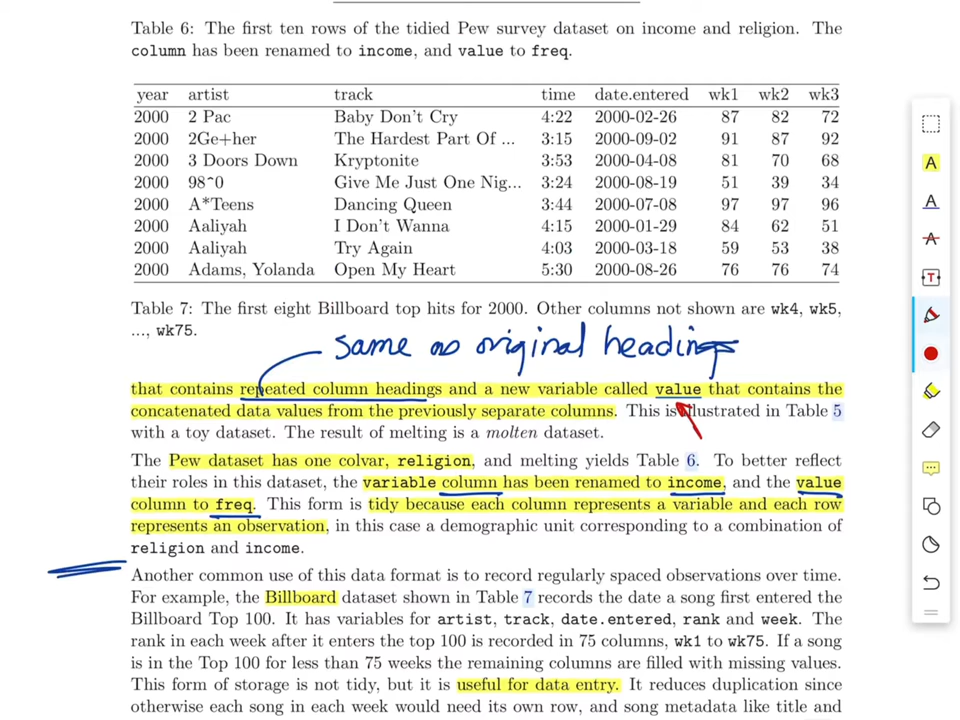 Table 6: The first ten rows of the tidied Pew survey dataset on income and religion. The
column has been renamed to income, and value to freq.
year artist track time date.entered wk1 wk2 wk3
2000 2 Pac Baby Don't Cry 4:22 2000-02-26 87 82 72
2000 2Ge+her The Hardest Part Of ... 3:15 2000-09-02 91 87 92
2000 3 Doors Down Kryptonite 3:53 2000-04-08 81 70 68
2000 98^0 Give Me Just One Nig... 3:24 2000-08-19 51 39 34
2000 A*Teens Dancing Queen 3:44 2000-07-08 97 97 96
2000 Aaliyah I Don't Wanna 4:15 2000-01-29 84 62 51
2000 Aaliyah Try Again 4:03 2000-03-18 59 53 38
2000 Adams, Yolanda Open My Heart 5:30 2000-08-26 76 76 74
Table 7: The first eight Billboard top hits for 2000. Other columns not shown are wk4, wk5,
..., wk75.
same as original headings
that contains repeated column headings and a new variable called value that contains the
concatenated data values from the previously separate columns. This is illustrated in Table 5
with a toy dataset. The result of melting is a molten dataset.
The Pew dataset has one colvar, religion, and melting yields Table 6. To better reflect
their roles in this dataset, the variable column has been renamed to income, and the value
column to freq. This form is tidy because each column represents a variable and each row
represents an observation, in this case a demographic unit corresponding to a combination of
religion and income.
Another common use of this data format is to record regularly spaced observations over time.
For example, the Billboard dataset shown in Table 7 records the date a song first entered the
Billboard Top 100. It has variables for artist, track, date.entered, rank and week. The
rank in each week after it enters the top 100 is recorded in 75 columns, wk1 to wk75. If a song
is in the Top 100 for less than 75 weeks the remaining columns are filled with missing values.
This form of storage is not tidy, but it is useful for data entry. It reduces duplication since
otherwise each song in each week would need its own row, and song metadata like title and
A
A
A
T